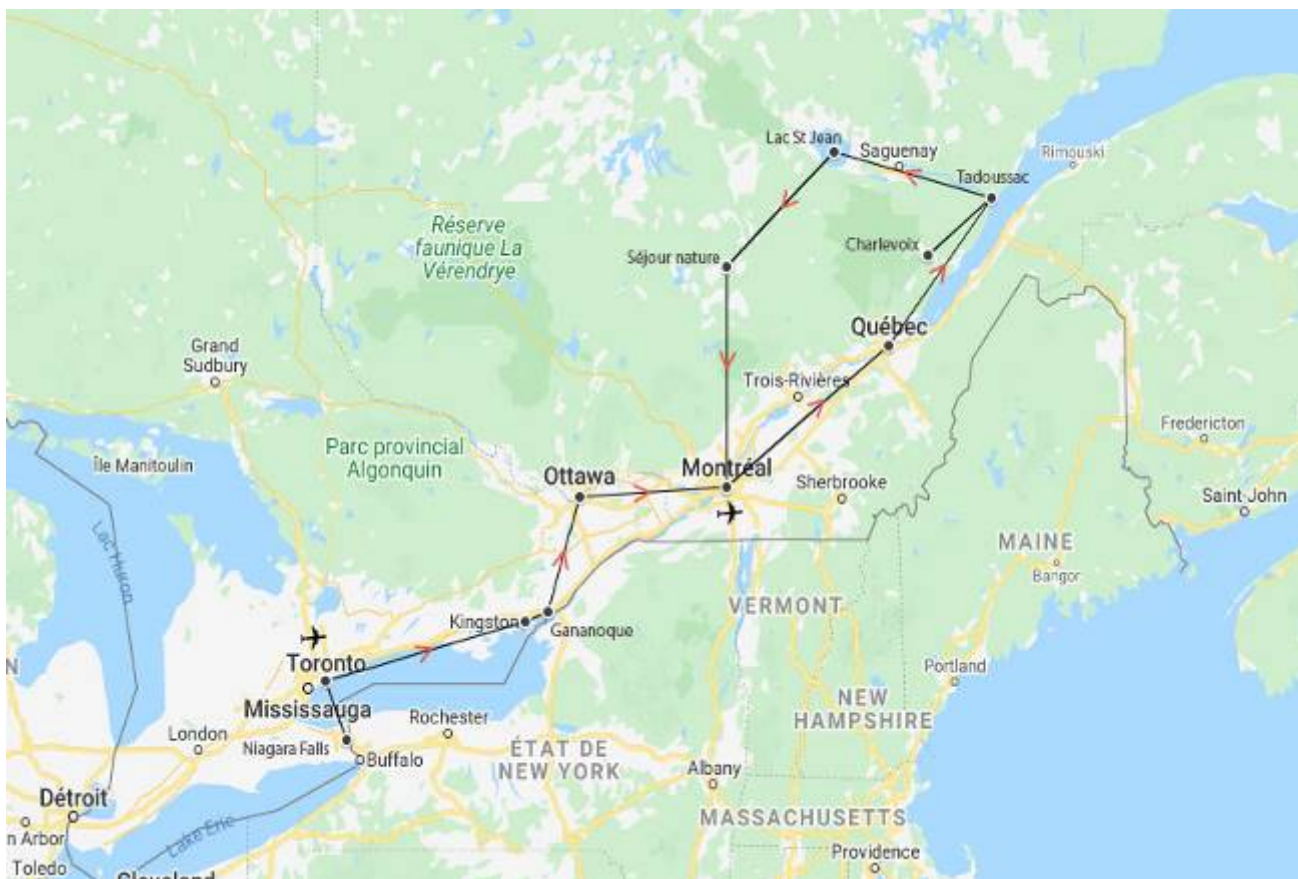 Lac St Jean
Saguenay
Rimouski
Tadoussac
Réserve
faunique La
Vérendrye
Séjour nature
Charlevoix
Québec
Grand
Sudbury
Trois-Rivières
Fredericton
Parc provincial
Algonquin
Île Manitoulin
Ottawa
Montréal
Sherbrooke
Saint John
Lac Huron
MAINE
Bangor
VERMONT
Kingston
Gananoque
Toronto
Mississauga
Portland
NEW
HAMPSHIRE
Rochester
London
Niagara Falls
Buffalo
ÉTAT DE
NEW YORK
Albany
Détroit
MASSACHUSETTS
Lake Erie
n Arbor
Toledo
Cleveland
Providence
N